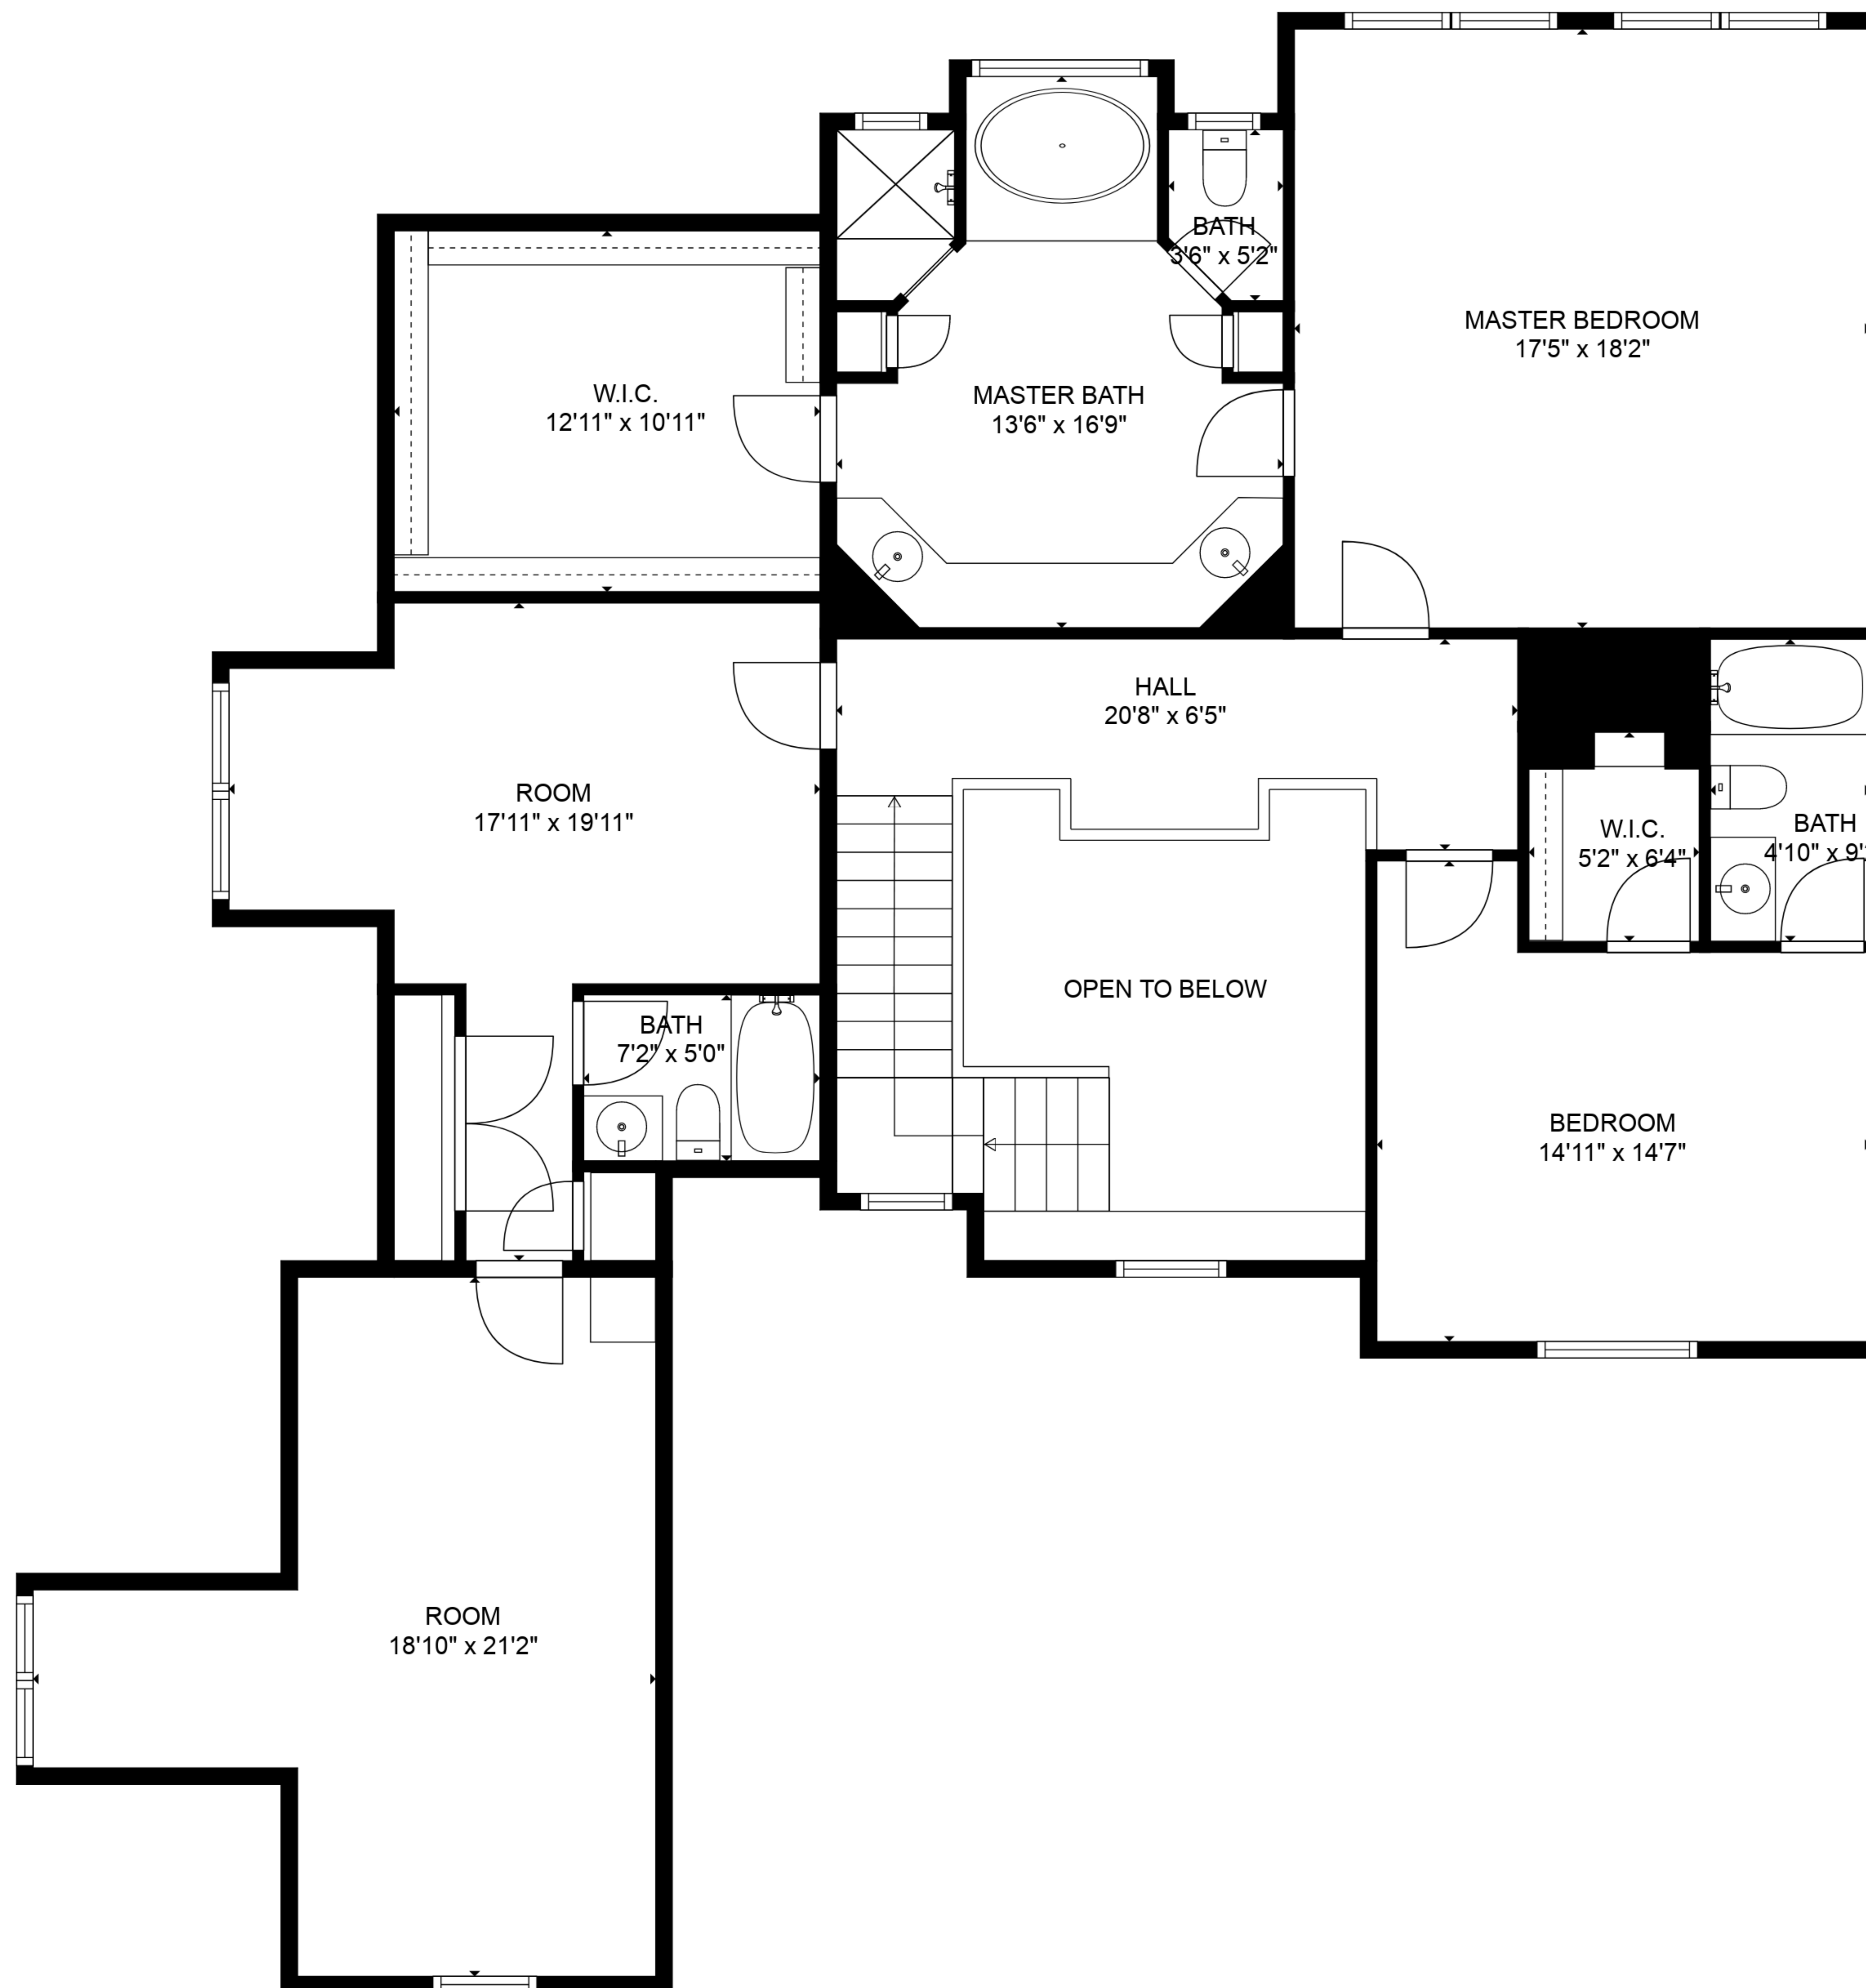 BATH
3'6" x 5'2"
MASTER BEDROOM
17'5" x 18'2"
W.I.C.
12'11" x 10'11"
MASTER BATH
13'6" x 16'9"
HALL
20'8" x 6'5"
ROOM
17'11" x 19'11"
W.I.C.
5'2" x 6'4"
BATH
4'10" x
OPEN TO BELOW
BATH
7'2" x 5'0"
BEDROOM
14'11" x 14'7"
ROOM
18'10" x 21'2"